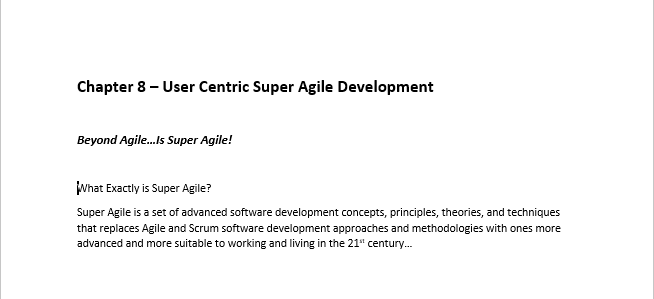 Chapter 8 – User Centric Super Agile Development
Beyond Agile...Is Super Agile!
What Exactly is Super Agile?
Super Agile is a set of advanced software development concepts, principles, theories, and techniques
that replaces Agile and Scrum software development approaches and methodologies with ones more
advanced and more suitable to working and living in the 21st century...